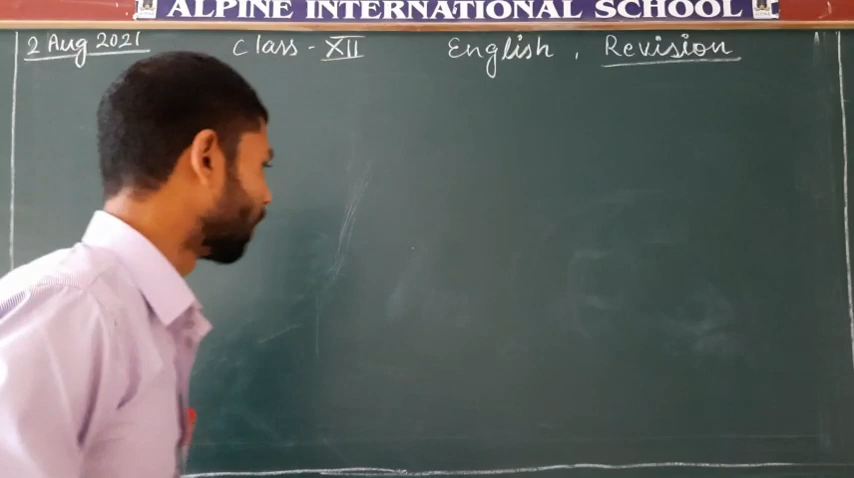 ALPINE INTERNATIONAL SCHOOL
2 Aug 2021 Class - XII English, Revision